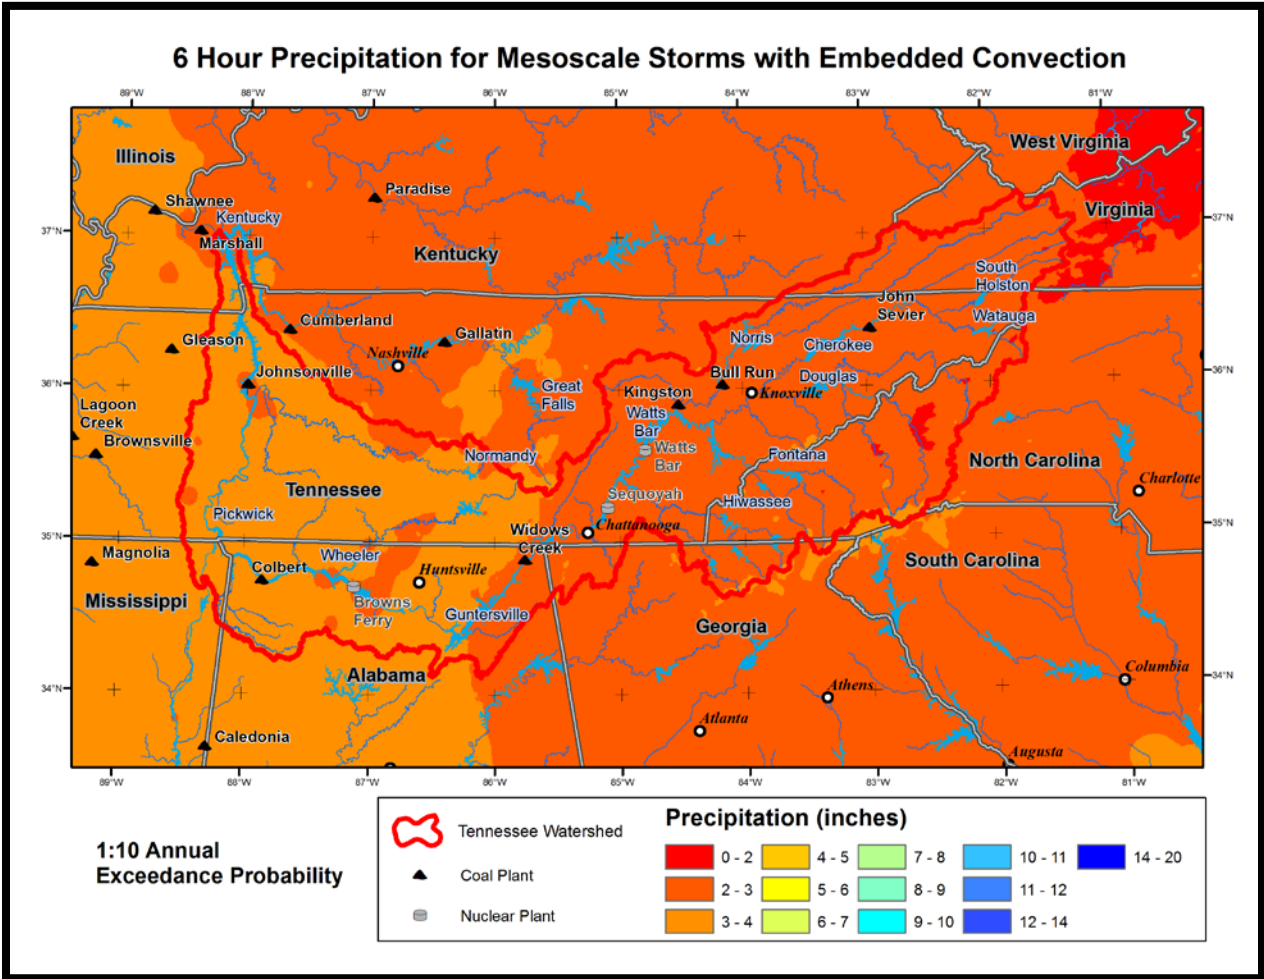 6 Hour Precipitation for Mesoscale Storms with Embedded Convection
89°W 88°W 87°W 86°W 85°W 84°W 83°W 82°W 81°W
West Virginia
Illinois
Paradise
Shawnee
Kentucky
Virginia
37°N
37°N
Marshall
Kentucky
South
Holston
John
Sevier
Watauga
Cumberland
Gallatin
Norris
Cherokee
Gleason
Nashville
36°N
36°N
Johnsonville
Bull Run
Douglas
Great
Falls
Kingston
Knoxville
Lagoon
Creek
Watts
Bar
Brownsville
Watts
Bar
Normandy
Fontana
North Carolina
Charlotte
Tennessee
Sequoyah
Hiwassee
Pickwick
35°N
35°N
Widows
Creek
Chattanooga
Magnolia
Wheeler
Colbert
Huntsville
South Carolina
Mississippi
Browns
Ferry
Guntersville
Georgia
34°N
34°N
Alabama
Columbia
Athens
Atlanta
Caledonia
Augusta
89°W 88°W 87°W 86°W 85°W 84°W 83°W 82°W 81°W
1:10 Annual
Exceedance Probability
Tennessee Watershed
Coal Plant
Nuclear Plant
Precipitation (inches)
0 - 2 4 - 5 7 - 8 10 - 11 14 - 20
2 - 3 5 - 6 8 - 9 11 - 12
3 - 4 6 - 7 9 - 10 12 - 14